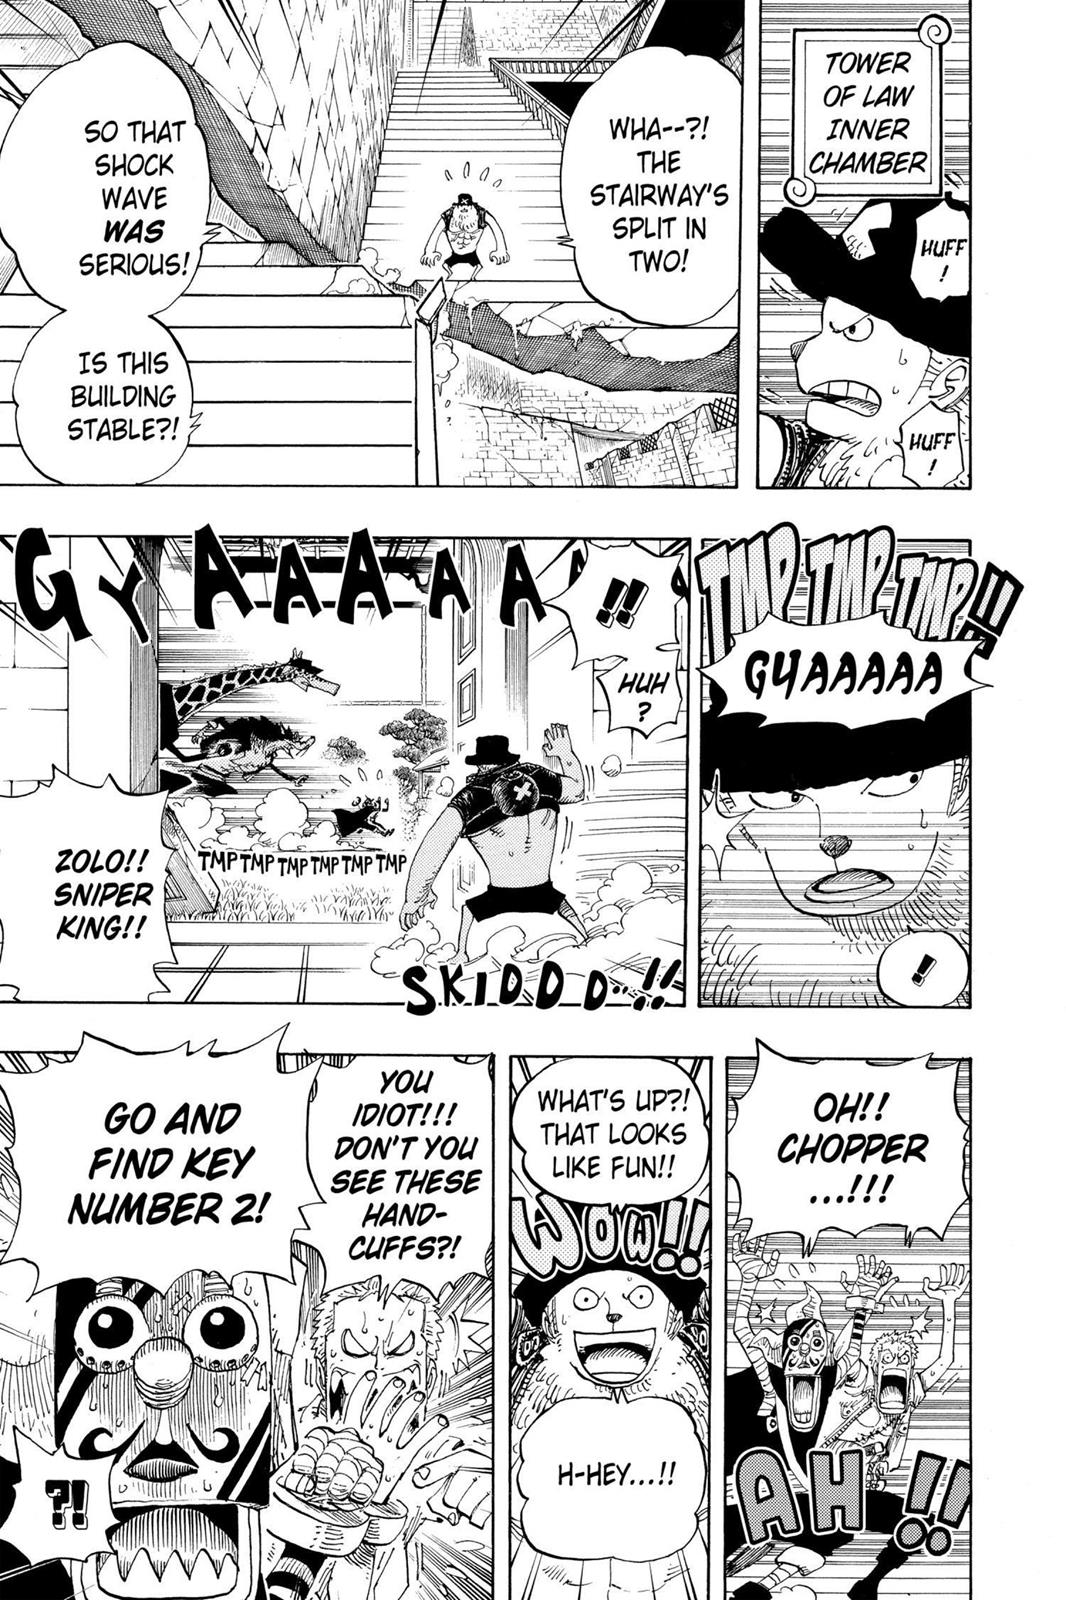 TOWER
OF LAW
INNER
CHAMBER
HUFF
!
HUFF
!
WHA--?!
THE
STAIRWAY'S
SPLIT IN
TWO!
SO THAT
SHOCK
WAVE
WAS
SERIOUS!
IS THIS
BUILDING
STABLE?!
TMP TMP TMP!!
GYAAAAA
!
!!
HUH
?
GYAAAAAA
TMP TMP TMP TMP TMP TMP
SKIDDD..!!
ZOLO!!
SNIPER
KING!!
OH!!
CHOPPER
...!!!
AH!!
WHAT'S UP?!
THAT LOOKS
LIKE FUN!!
WOW!!
H-HEY...!!
YOU
IDIOT!!!
DON'T YOU
SEE THESE
HAND-
CUFFS?!
GO AND
FIND KEY
NUMBER 2!
?!